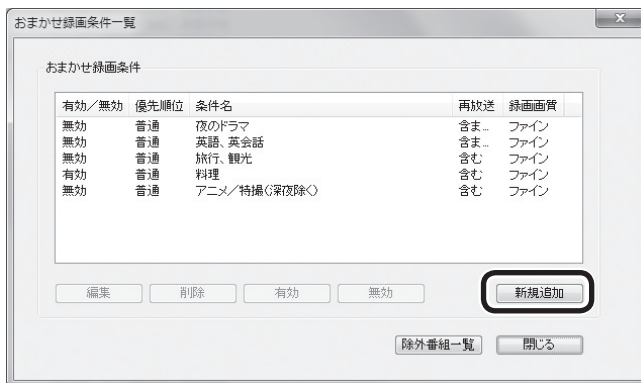 おまかせ録画条件一覧
おまかせ録画条件
有効／無効 優先順位 条件名 再放送 録画画質
無効 普通 夜のドラマ 含ま... ファイン
無効 普通 英語、英会話 含ま... ファイン
無効 普通 旅行、観光 含む ファイン
有効 普通 料理 含む ファイン
無効 普通 アニメ／特撮(深夜除く) 含む ファイン
編集 削除 有効 無効 新規追加
除外番組一覧 閉じる